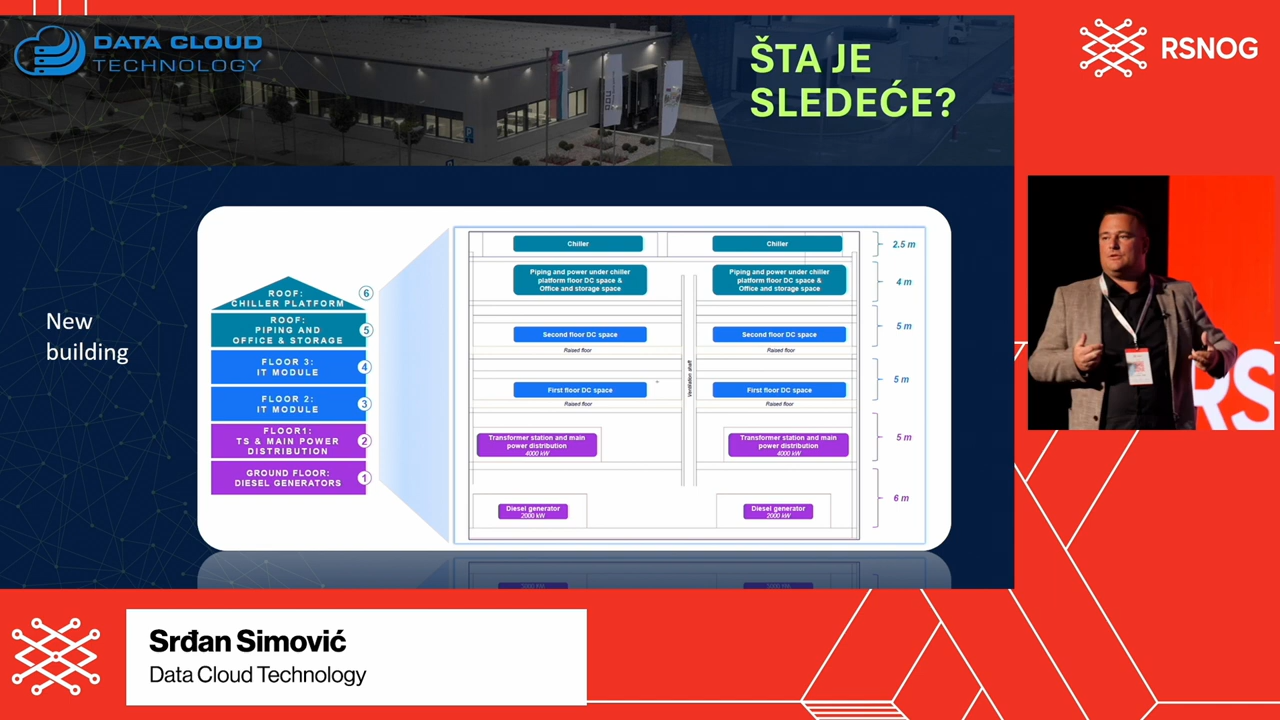 DATA CLOUD
TECHNOLOGY
ŠTA JE
SLEDEĆE?
RSNOG
New
building
ROOF:
CHILLER PLATFORM
6
ROOF:
PIPING AND
OFFICE & STORAGE
5
FLOOR 3:
IT MODULE
4
FLOOR 2:
IT MODULE
3
FLOOR1:
TS & MAIN POWER
DISTRIBUTION
2
GROUND FLOOR:
DIESEL GENERATORS
1
Chiller
Chiller
2.5 m
Piping and power under chiller
platform floor DC space &
Office and storage space
Piping and power under chiller
platform floor DC space &
Office and storage space
4 m
Second floor DC space
Second floor DC space
5 m
Raised floor
Raised floor
Ventilation shaft
First floor DC space
First floor DC space
5 m
Raised floor
Raised floor
Transformer station and main
power distribution
4000 kW
Transformer station and main
power distribution
4000 kW
5 m
Diesel generator
2000 kW
Diesel generator
2000 kW
6 m
RS
Srđan Simović
Data Cloud Technology